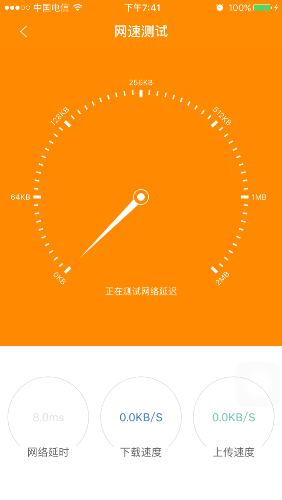 中国电信 下午7:41 100%
网速测试
256KB
128KB 512KB
64KB 1MB
0KB 2MB
正在测试网络延迟
8.0ms 0.0KB/S 0.0KB/S
网络延时 下载速度 上传速度